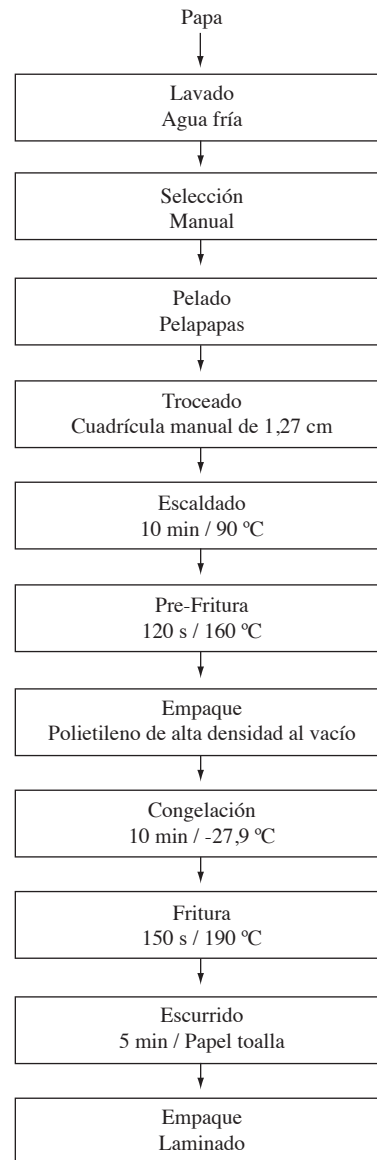 Papa
Lavado
Agua fría
Selección
Manual
Pelado
Pelapapas
Troceado
Cuadrícula manual de 1,27 cm
Escaldado
10 min / 90 ºC
Pre-Fritura
120 s / 160 ºC
Empaque
Polietileno de alta densidad al vacío
Congelación
10 min / -27,9 ºC
Fritura
150 s / 190 ºC
Escurrido
5 min / Papel toalla
Empaque
Laminado